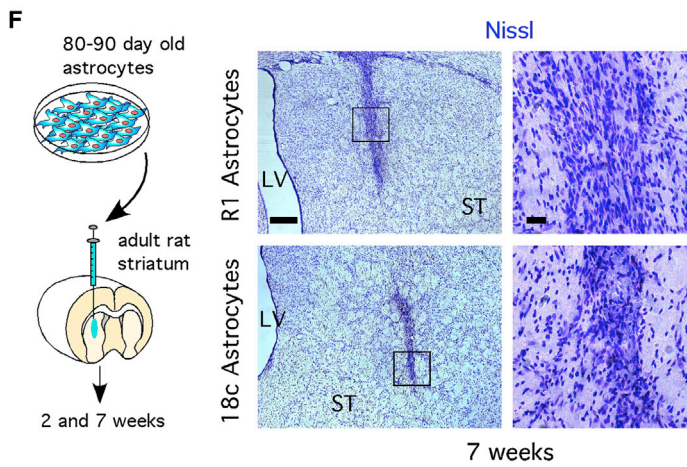 F
80-90 day old
astrocytes
adult rat
striatum
2 and 7 weeks
Nissl
R1 Astrocytes
LV
ST
18c Astrocytes
LV
ST
7 weeks